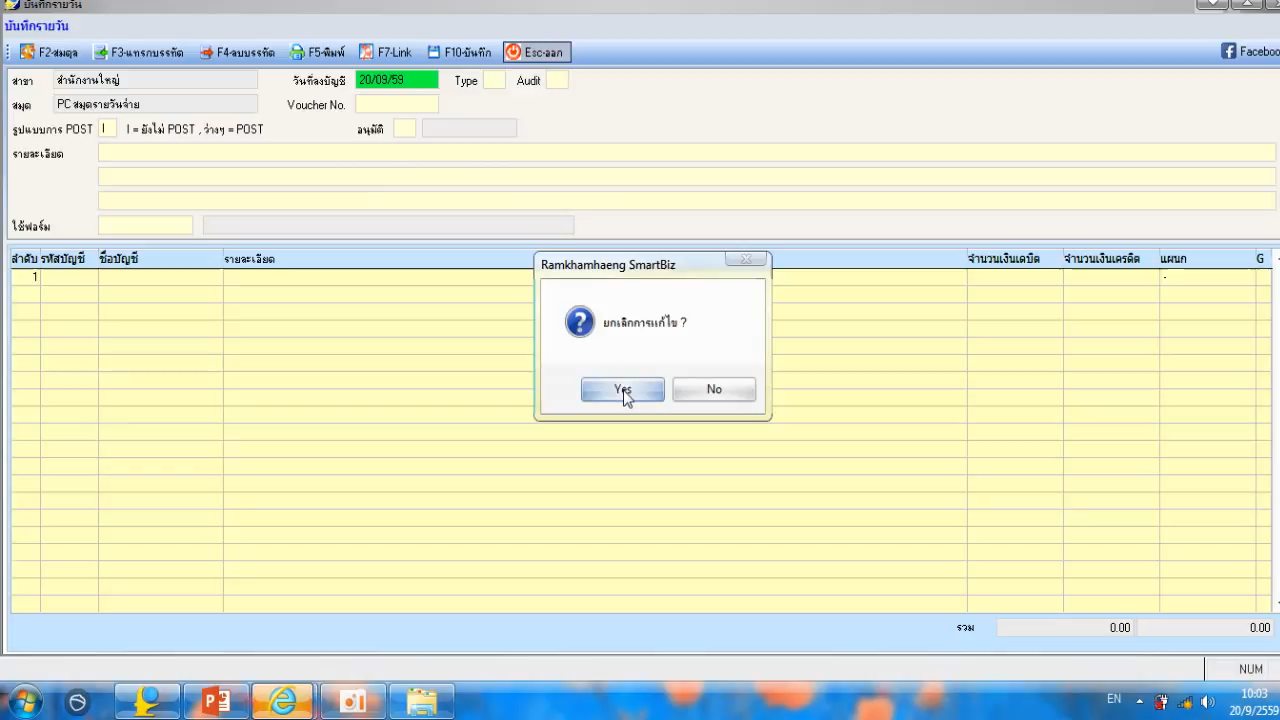 บันทึกรายวัน
บันทึกรายวัน
F2-สมดุล F3-แทรกบรรทัด F4-ลบบรรทัด F5-พิมพ์ F7-Link F10-บันทึก Esc-ออก Faceboo
สาขา สำนักงานใหญ่ วันที่ลงบัญชี 20/09/59 Type Audit
สมุด PC สมุดรายวันจ่าย Voucher No.
รูปแบบการ POST I I = ยังไม่ POST , ว่างๆ = POST อนุมัติ
รายละเอียด
ใช้ฟอร์ม
ลำดับ รหัสบัญชี ชื่อบัญชี รายละเอียด จำนวนเงินเดบิต จำนวนเงินเครดิต แผนก G
1 -
Ramkhamhaeng SmartBiz
ยกเลิกการแก้ไข ?
Yes No
รวม 0.00 0.00
NUM
EN 10:03
20/9/2559